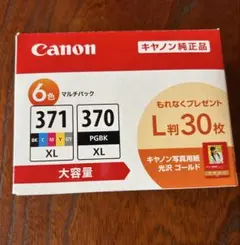 Canon
キヤノン純正品
6色 マルチパック
371
BK C M Y GY
XL
370
PGBK
XL
大容量
もれなくプレゼント
L判30枚
キヤノン写真用紙
光沢 ゴールド